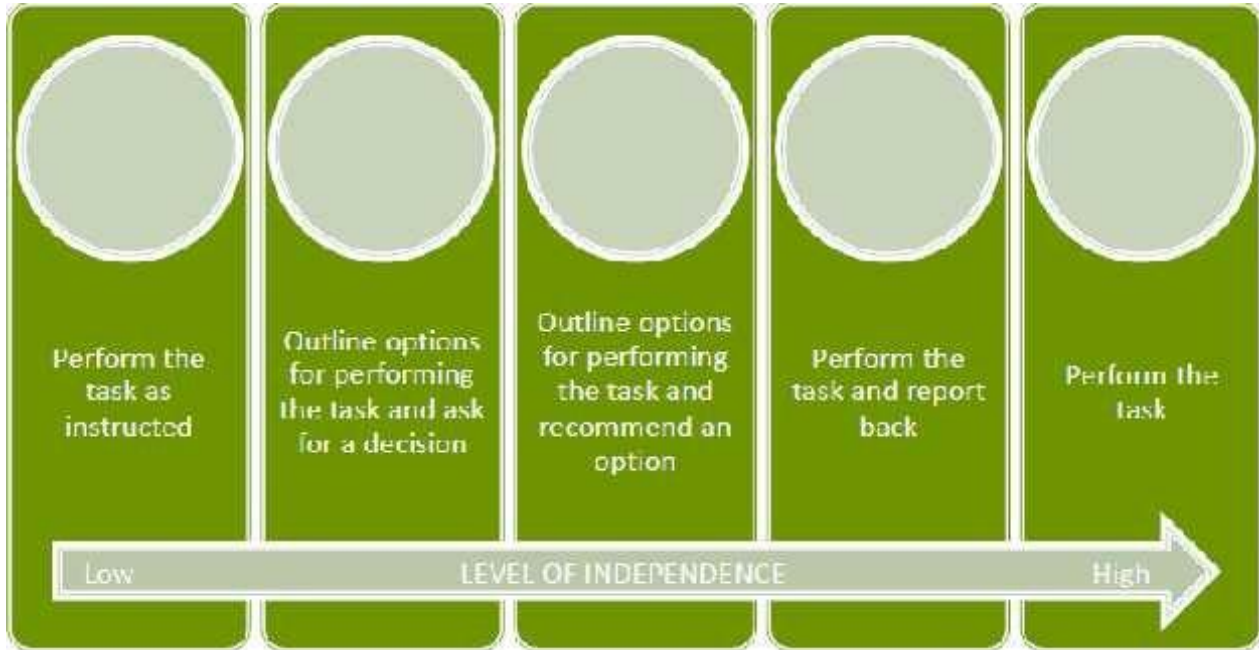 Perform the
task as
instructed
Outline options
for performing
the task and ask
for a decision
Outline options
for performing
the task and
recommend an
option
Perform the
task and report
back
Perform the
task
Low
LEVEL OF INDEPENDENCE
High